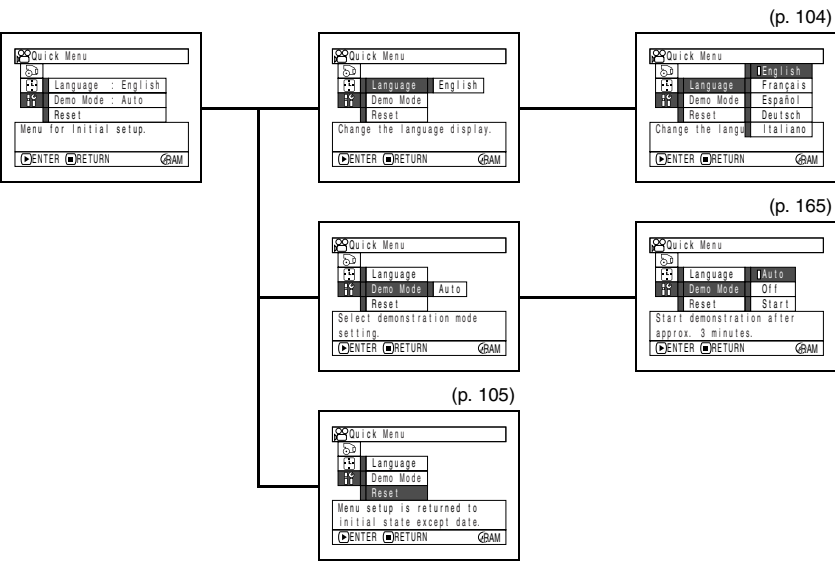 (p. 104)
Quick Menu
Language : English
Demo Mode : Auto
Reset
Menu for Initial setup.
ENTER RETURN RAM
Quick Menu
Language English
Demo Mode
Reset
Change the language display.
ENTER RETURN RAM
Quick Menu
English
Language Français
Demo Mode Español
Reset Deutsch
Change the langu Italiano
ENTER RETURN RAM
(p. 165)
Quick Menu
Language
Demo Mode Auto
Reset
Select demonstration mode
setting.
ENTER RETURN RAM
Quick Menu
Language Auto
Demo Mode Off
Reset Start
Start demonstration after
approx. 3 minutes.
ENTER RETURN RAM
(p. 105)
Quick Menu
Language
Demo Mode
Reset
Menu setup is returned to
initial state except date.
ENTER RETURN RAM